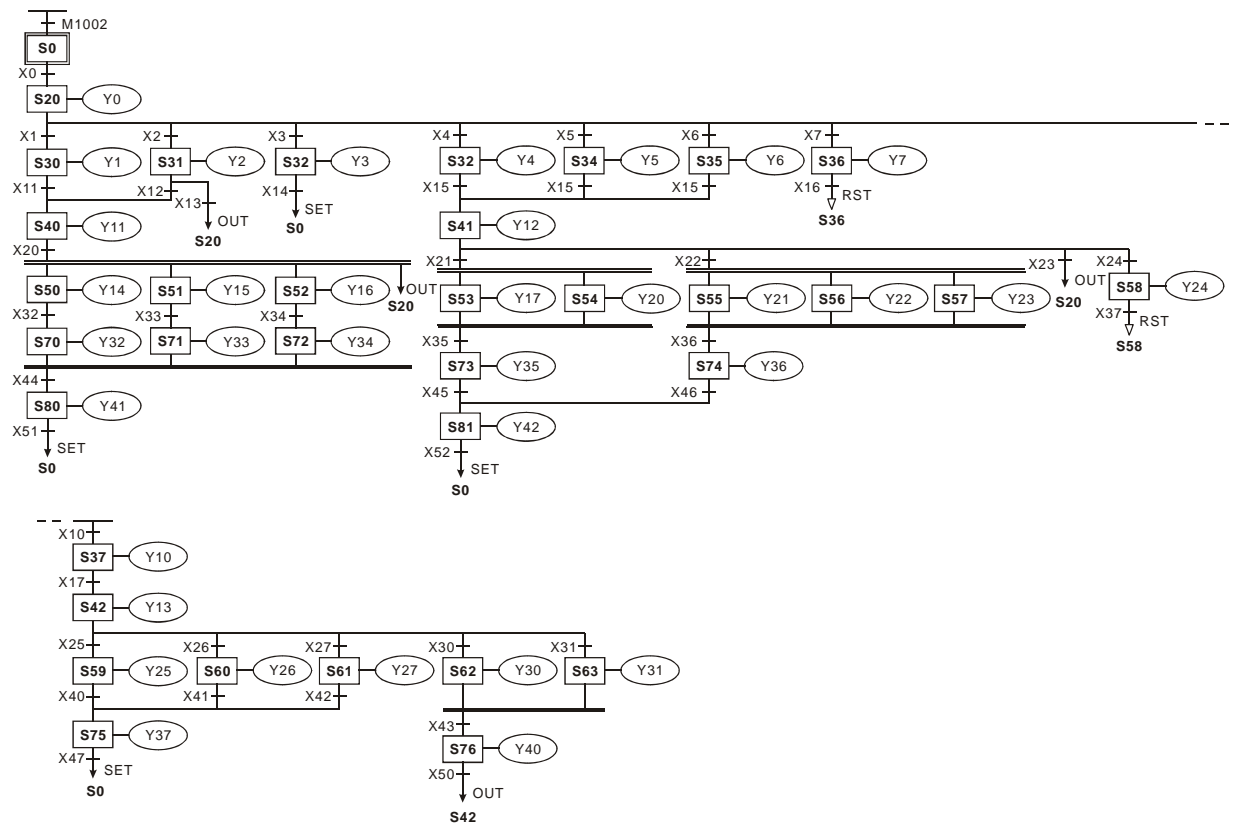 M1002
S0
X0
S20 Y0
X1 X2 X3 X4 X5 X6 X7
S30 Y1 S31 Y2 S32 Y3 S32 Y4 S34 Y5 S35 Y6 S36 Y7
X11 X12 X13 X14 X15 X15 X15 X16 RST
OUT SET S36
S40 Y11 S20 S0 S41 Y12
X20 X21 X22 X23 X24
OUT OUT
S50 Y14 S51 Y15 S52 Y16 S20 S53 Y17 S54 Y20 S55 Y21 S56 Y22 S57 Y23 S20 S58 Y24
X32 X33 X34 X37 RST
S70 Y32 S71 Y33 S72 Y34 X35 X36 S58
S73 Y35 S74 Y36
X44 X45 X46
S80 Y41
X51 SET S81 Y42
S0 X52 SET
S0
X10
S37 Y10
X17
S42 Y13
X25 X26 X27 X30 X31
S59 Y25 S60 Y26 S61 Y27 S62 Y30 S63 Y31
X40 X41 X42
X43
S75 Y37 S76 Y40
X47 SET X50
S0 OUT
S42